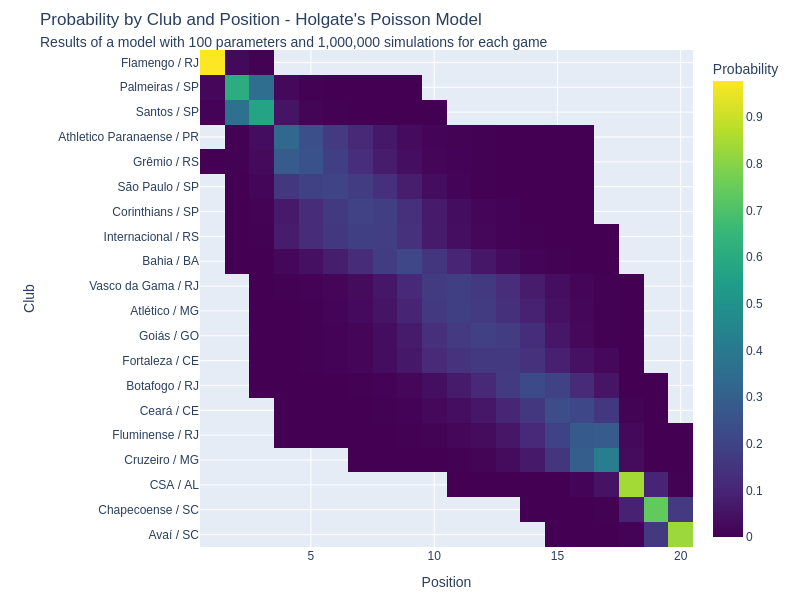 Probability by Club and Position - Holgate's Poisson Model
Results of a model with 100 parameters and 1,000,000 simulations for each game
Probability
Club
Flamengo / RJ
Palmeiras / SP
Santos / SP
Athletico Paranaense / PR
Grêmio / RS
São Paulo / SP
Corinthians / SP
Internacional / RS
Bahia / BA
Vasco da Gama / RJ
Atlético / MG
Goiás / GO
Fortaleza / CE
Botafogo / RJ
Ceará / CE
Fluminense / RJ
Cruzeiro / MG
CSA / AL
Chapecoense / SC
Avaí / SC
5 10 15 20
Position
0.9
0.8
0.7
0.6
0.5
0.4
0.3
0.2
0.1
0